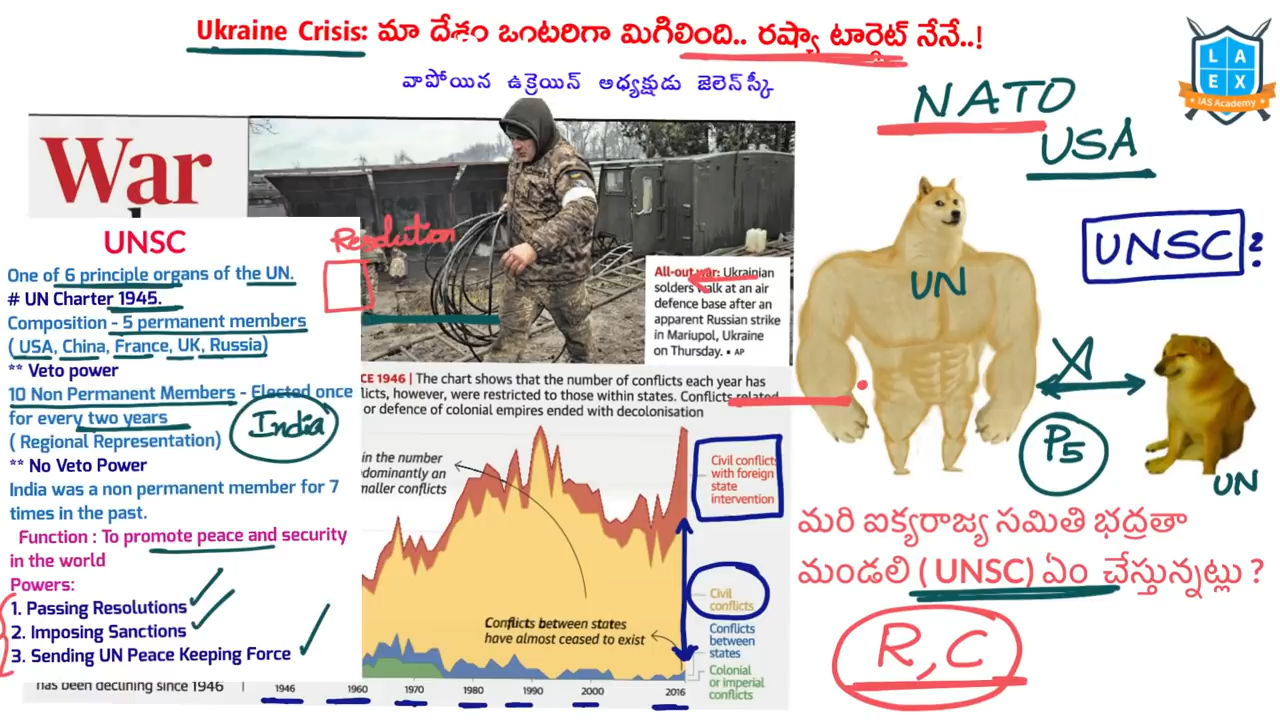 Ukraine Crisis: మా దేశం ఒంటరిగా మిగిలింది.. రష్యా టార్గెట్ నేనే..!
వాపోయిన ఉక్రెయిన్ అధ్యక్షుడు జెలెన్‌స్కీ
LA
EX
IAS Academy
NATO
USA
War
UNSC
One of 6 principle organs of the UN.
# UN Charter 1945.
Composition - 5 permanent members
( USA, China, France, UK, Russia)
** Veto power
10 Non Permanent Members - Elected once
for every two years
( Regional Representation)
** No Veto Power
India was a non permanent member for 7
times in the past.
Function : To promote peace and security
in the world
Powers:
1. Passing Resolutions
2. Imposing Sanctions
3. Sending UN Peace Keeping Force
India
Resolution
All-out war: Ukrainian
solders walk at an air
defence base after an
apparent Russian strike
in Mariupol, Ukraine
on Thursday. ▪ AP
CE 1946 | The chart shows that the number of conflicts each year has
licts, however, were restricted to those within states. Conflicts related
or defence of colonial empires ended with decolonisation
in the number
dominantly an
maller conflicts
Civil conflicts
with foreign
state
intervention
Civil
conflicts
Conflicts between states
have almost ceased to exist
Conflicts
between
states
Colonial
or imperial
conflicts
has been declining since 1946
1946 1960 1970 1980 1990 2000 2016
UN
UNSC ?
P5
UN
మరి ఐక్యరాజ్య సమితి భద్రతా
మండలి ( UNSC) ఏం చేస్తున్నట్లు ?
R, C